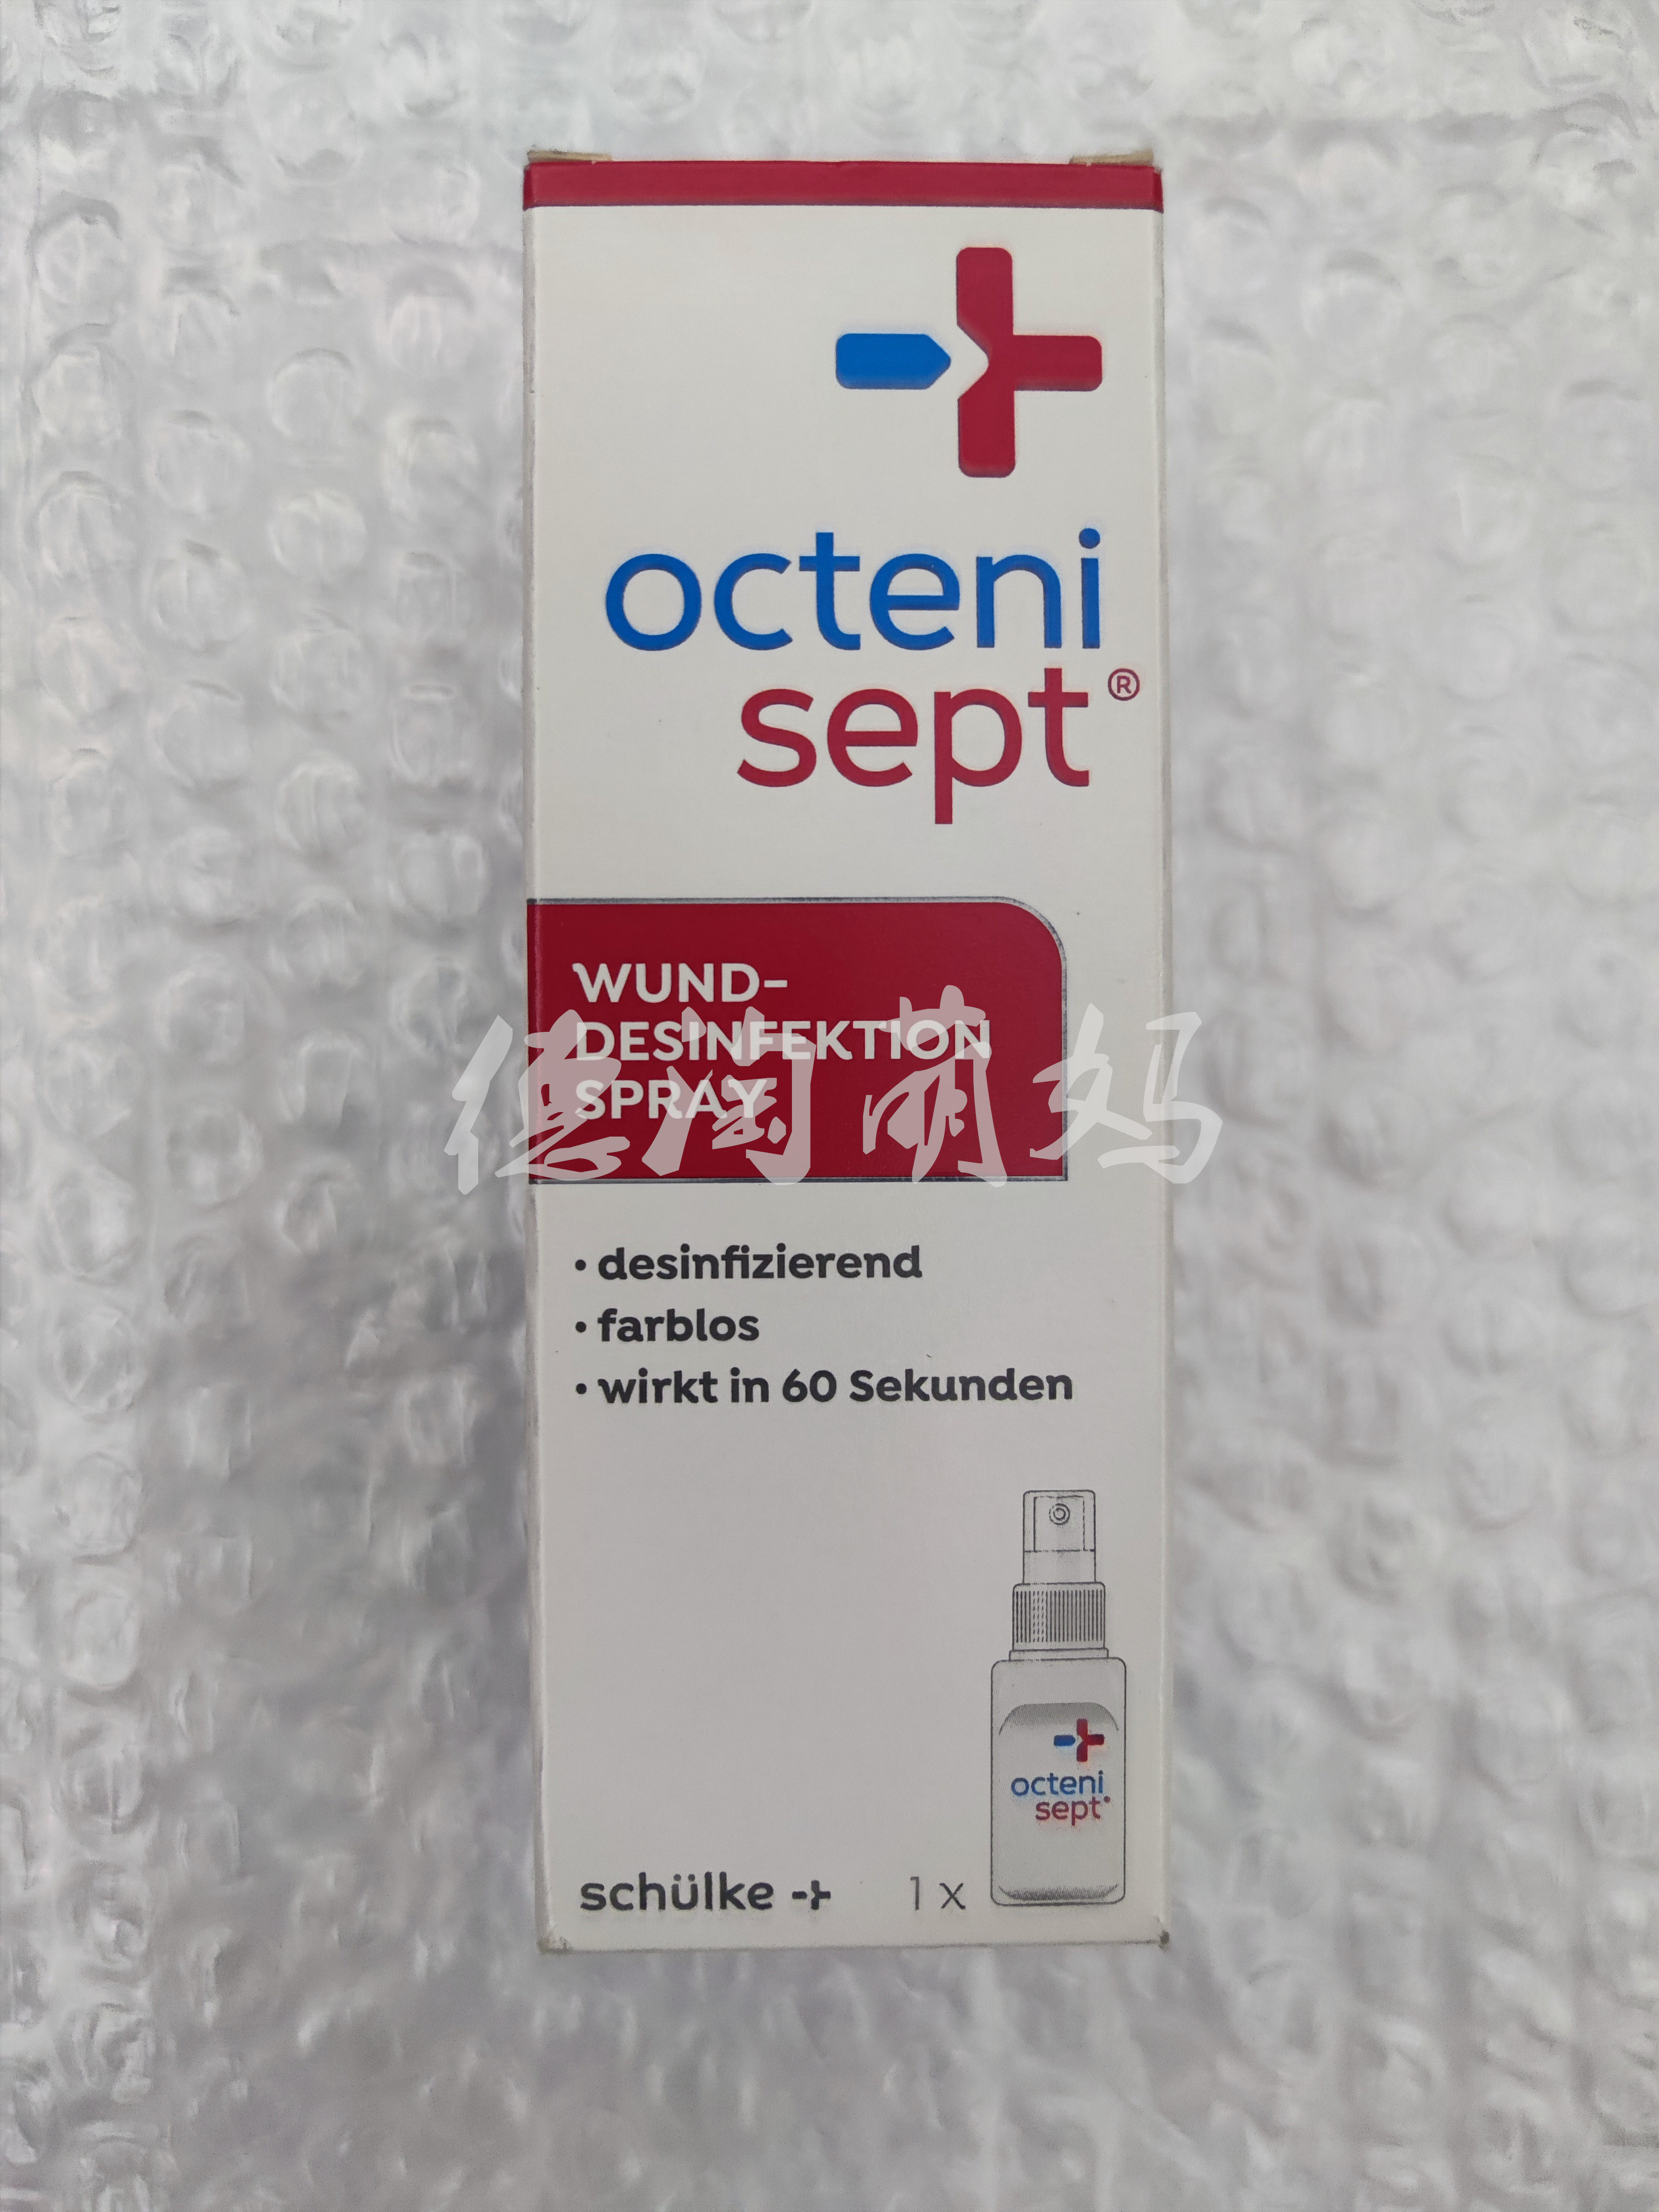 octeni
sept®
WUND-
DESINFEKTION
SPRAY
德淘萌妈
• desinfizierend
• farblos
• wirkt in 60 Sekunden
octeni
sept®
schülke
1 x